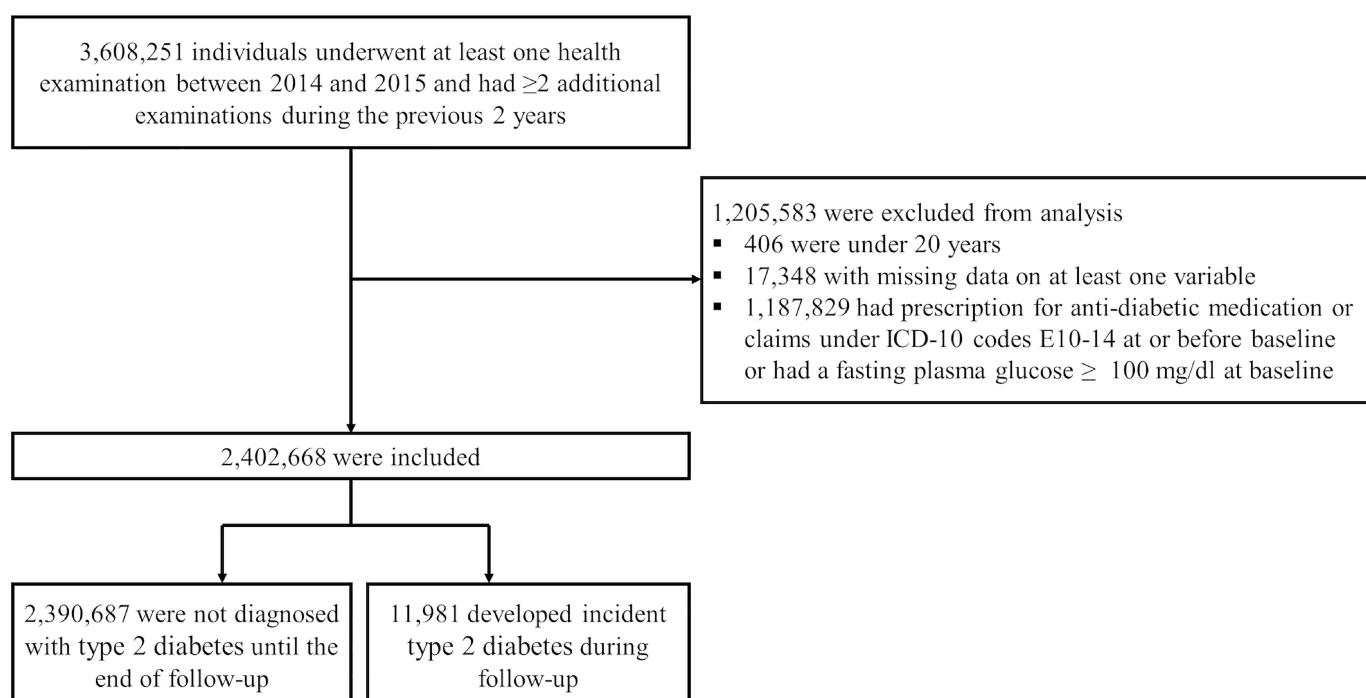 3,608,251 individuals underwent at least one health
examination between 2014 and 2015 and had ≥2 additional
examinations during the previous 2 years
1,205,583 were excluded from analysis
▪ 406 were under 20 years
▪ 17,348 with missing data on at least one variable
▪ 1,187,829 had prescription for anti-diabetic medication or
claims under ICD-10 codes E10-14 at or before baseline
or had a fasting plasma glucose ≥ 100 mg/dl at baseline
2,402,668 were included
2,390,687 were not diagnosed
with type 2 diabetes until the
end of follow-up
11,981 developed incident
type 2 diabetes during
follow-up